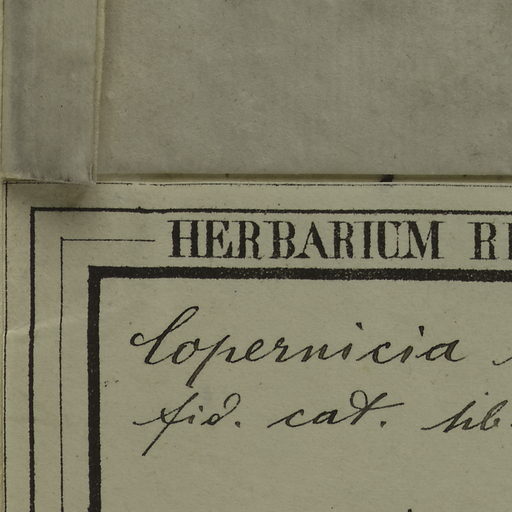 HERBARIUM
Copernicia
fid. cat. hb.